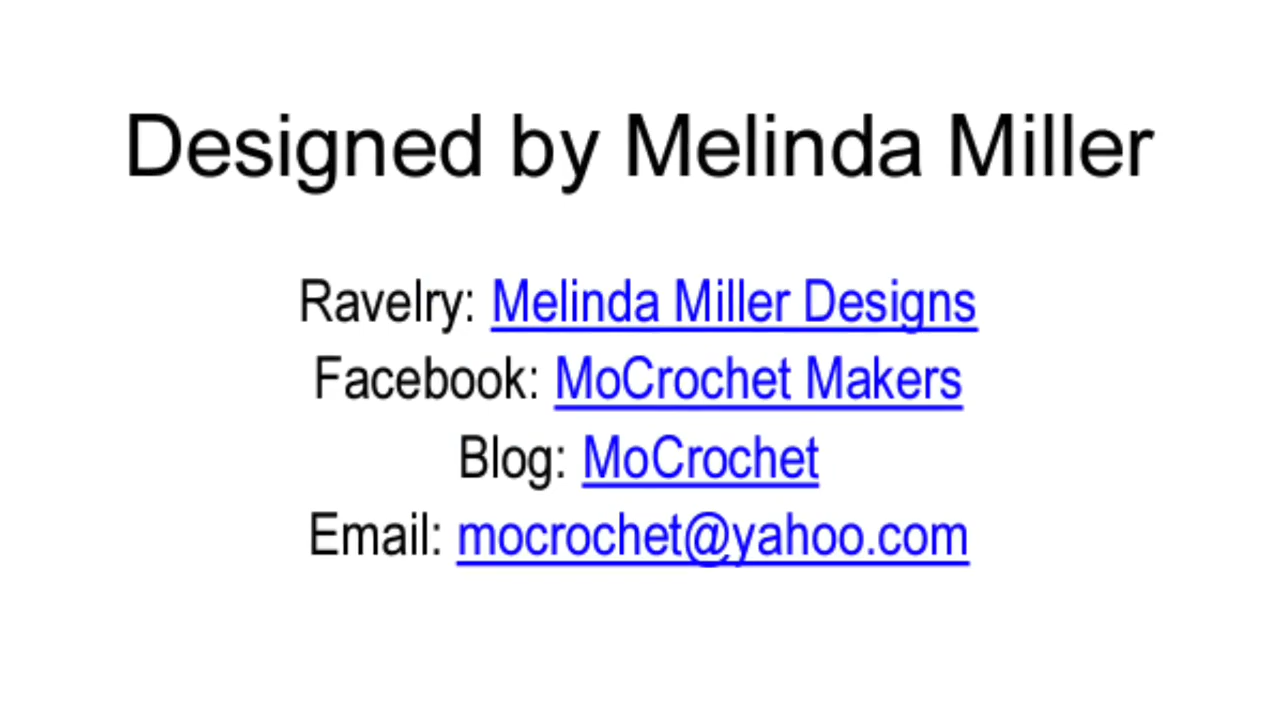 Designed by Melinda Miller
Ravelry: Melinda Miller Designs
Facebook: MoCrochet Makers
Blog: MoCrochet
Email: mocrochet@yahoo.com